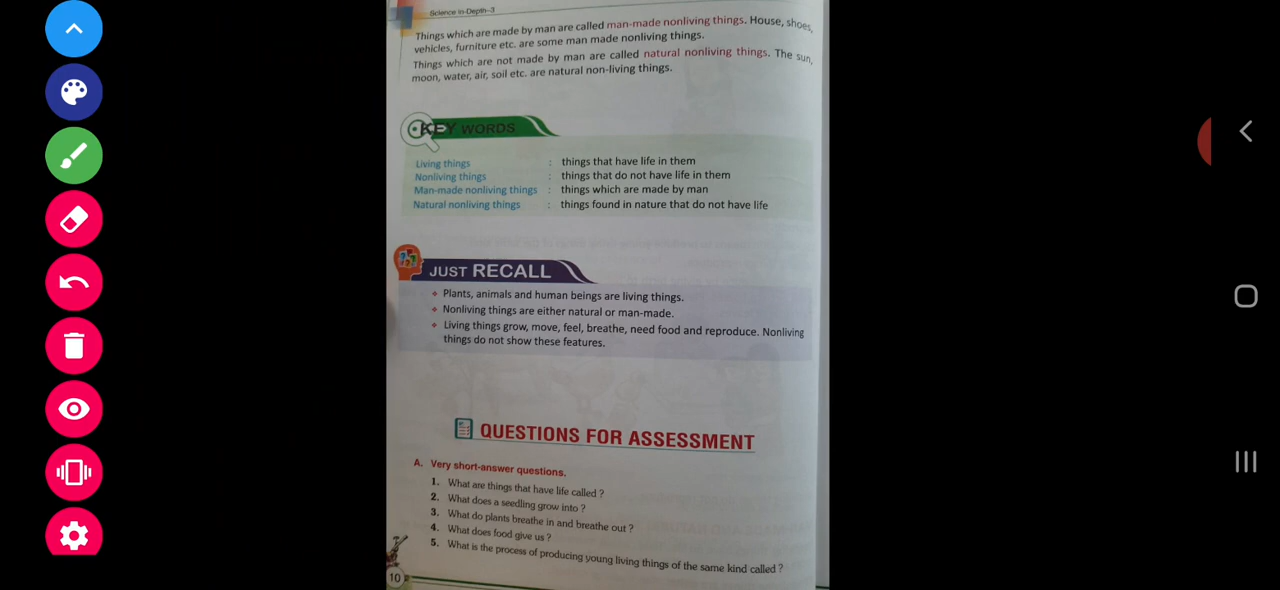 Science In-Depth–3
Things which are made by man are called man-made nonliving things. House, shoes,
vehicles, furniture etc. are some man made nonliving things.
Things which are not made by man are called natural nonliving things. The sun,
moon, water, air, soil etc. are natural non-living things.
KEY WORDS
Living things : things that have life in them
Nonliving things : things that do not have life in them
Man-made nonliving things : things which are made by man
Natural nonliving things : things found in nature that do not have life
JUST RECALL
Plants, animals and human beings are living things.
Nonliving things are either natural or man-made.
Living things grow, move, feel, breathe, need food and reproduce. Nonliving
things do not show these features.
QUESTIONS FOR ASSESSMENT
A. Very short-answer questions.
1. What are things that have life called ?
2. What does a seedling grow into ?
3. What do plants breathe in and breathe out ?
4. What does food give us ?
5. What is the process of producing young living things of the same kind called ?
10